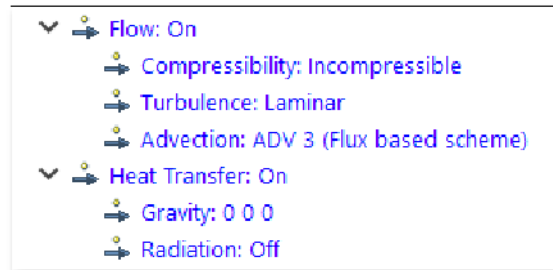 Flow: On
Compressibility: Incompressible
Turbulence: Laminar
Advection: ADV 3 (Flux based scheme)
Heat Transfer: On
Gravity: 0 0 0
Radiation: Off